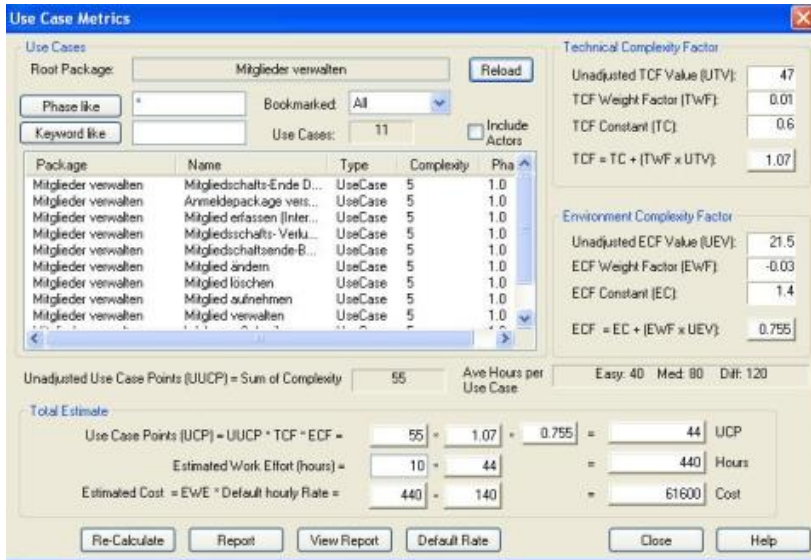 Use Case Metrics
Use Cases
Root Package: Mitglieder verwalten Reload
Phase like * Bookmarked: All
Keyword like Use Cases: 11 Include Actors
Package Name Type Complexity Pha
Mitglieder verwalten Mitgliedschafts-Ende D... UseCase 5 1.0
Mitglieder verwalten Anmeldepackage vers... UseCase 5 1.0
Mitglieder verwalten Mitglied erfassen (Inter... UseCase 5 1.0
Mitglieder verwalten Mitgliedsschafts- Verlu... UseCase 5 1.0
Mitglieder verwalten Mitgliedschaftsende-B... UseCase 5 1.0
Mitglieder verwalten Mitglied ändern UseCase 5 1.0
Mitglieder verwalten Mitglied löschen UseCase 5 1.0
Mitglieder verwalten Mitglied aufnehmen UseCase 5 1.0
Mitglieder verwalten Mitglied verwalten UseCase 5 1.0
Technical Complexity Factor
Unadjusted TCF Value (UTV): 47
TCF Weight Factor (TWF): 0.01
TCF Constant (TC): 0.6
TCF = TC + (TWF x UTV): 1.07
Environment Complexity Factor
Unadjusted ECF Value (UEV): 21.5
ECF Weight Factor (EWF): -0.03
ECF Constant (EC): 1.4
ECF = EC + (EWF x UEV): 0.755
Unadjusted Use Case Points (UUCP) = Sum of Complexity 55 Ave Hours per Use Case Easy: 40 Med: 80 Diff: 120
Total Estimate
Use Case Points (UCP) = UUCP * TCF * ECF = 55 * 1.07 * 0.755 = 44 UCP
Estimated Work Effort (hours) = 10 * 44 = 440 Hours
Estimated Cost = EWE * Default hourly Rate = 440 * 140 = 61600 Cost
Re-Calculate Report View Report Default Rate Close Help